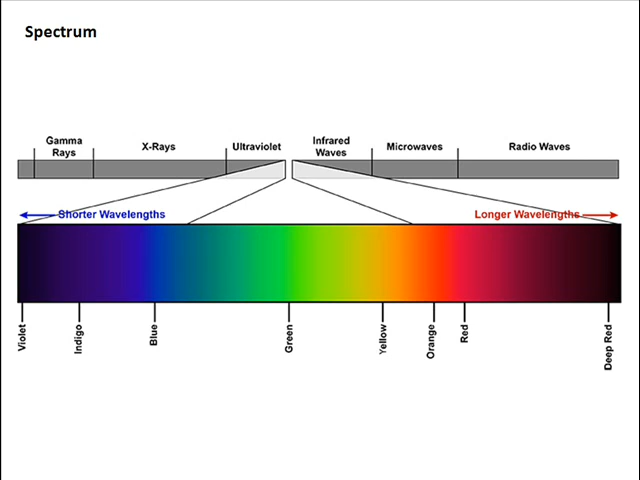 Spectrum
Gamma
Rays
X-Rays
Ultraviolet
Infrared
Waves
Microwaves
Radio Waves
Shorter Wavelengths
Longer Wavelengths
Violet
Indigo
Blue
Green
Yellow
Orange
Red
Deep Red